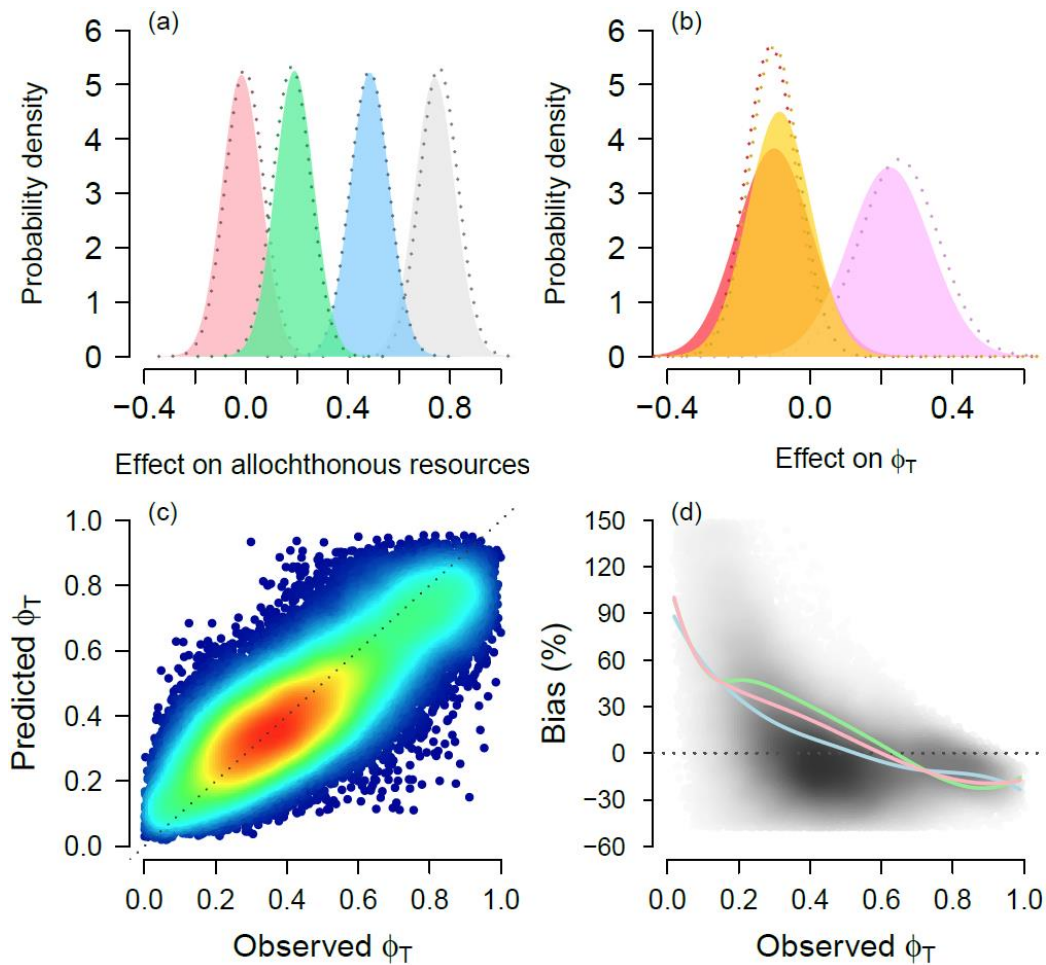 (a)
Probability density
6
5
4
3
2
1
0
−0.4
0.0
0.4
0.8
Effect on allochthonous resources
(b)
Probability density
6
5
4
3
2
1
0
−0.4
0.0
0.4
Effect on ϕT
(c)
Predicted ϕT
1.0
0.8
0.6
0.4
0.2
0.0
0.0 0.2 0.4 0.6 0.8 1.0
Observed ϕT
(d)
Bias (%)
150
120
90
60
30
0
−30
−60
0.0 0.2 0.4 0.6 0.8 1.0
Observed ϕT